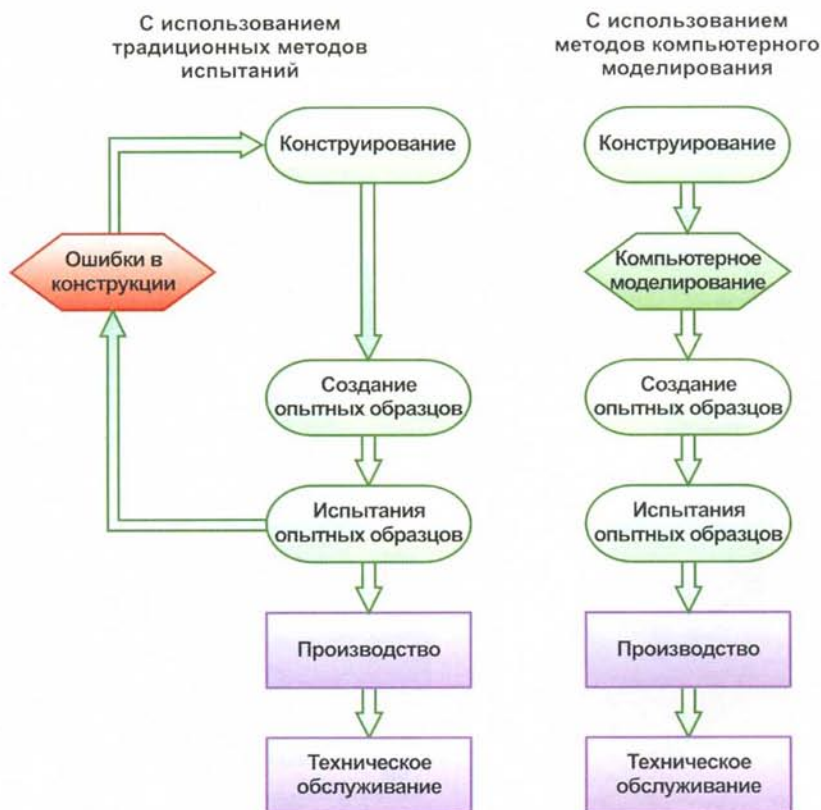 С использованием
традиционных методов
испытаний
Конструирование
Ошибки в
конструкции
Создание
опытных образцов
Испытания
опытных образцов
Производство
Техническое
обслуживание
С использованием
методов компьютерного
моделирования
Конструирование
Компьютерное
моделирование
Создание
опытных образцов
Испытания
опытных образцов
Производство
Техническое
обслуживание